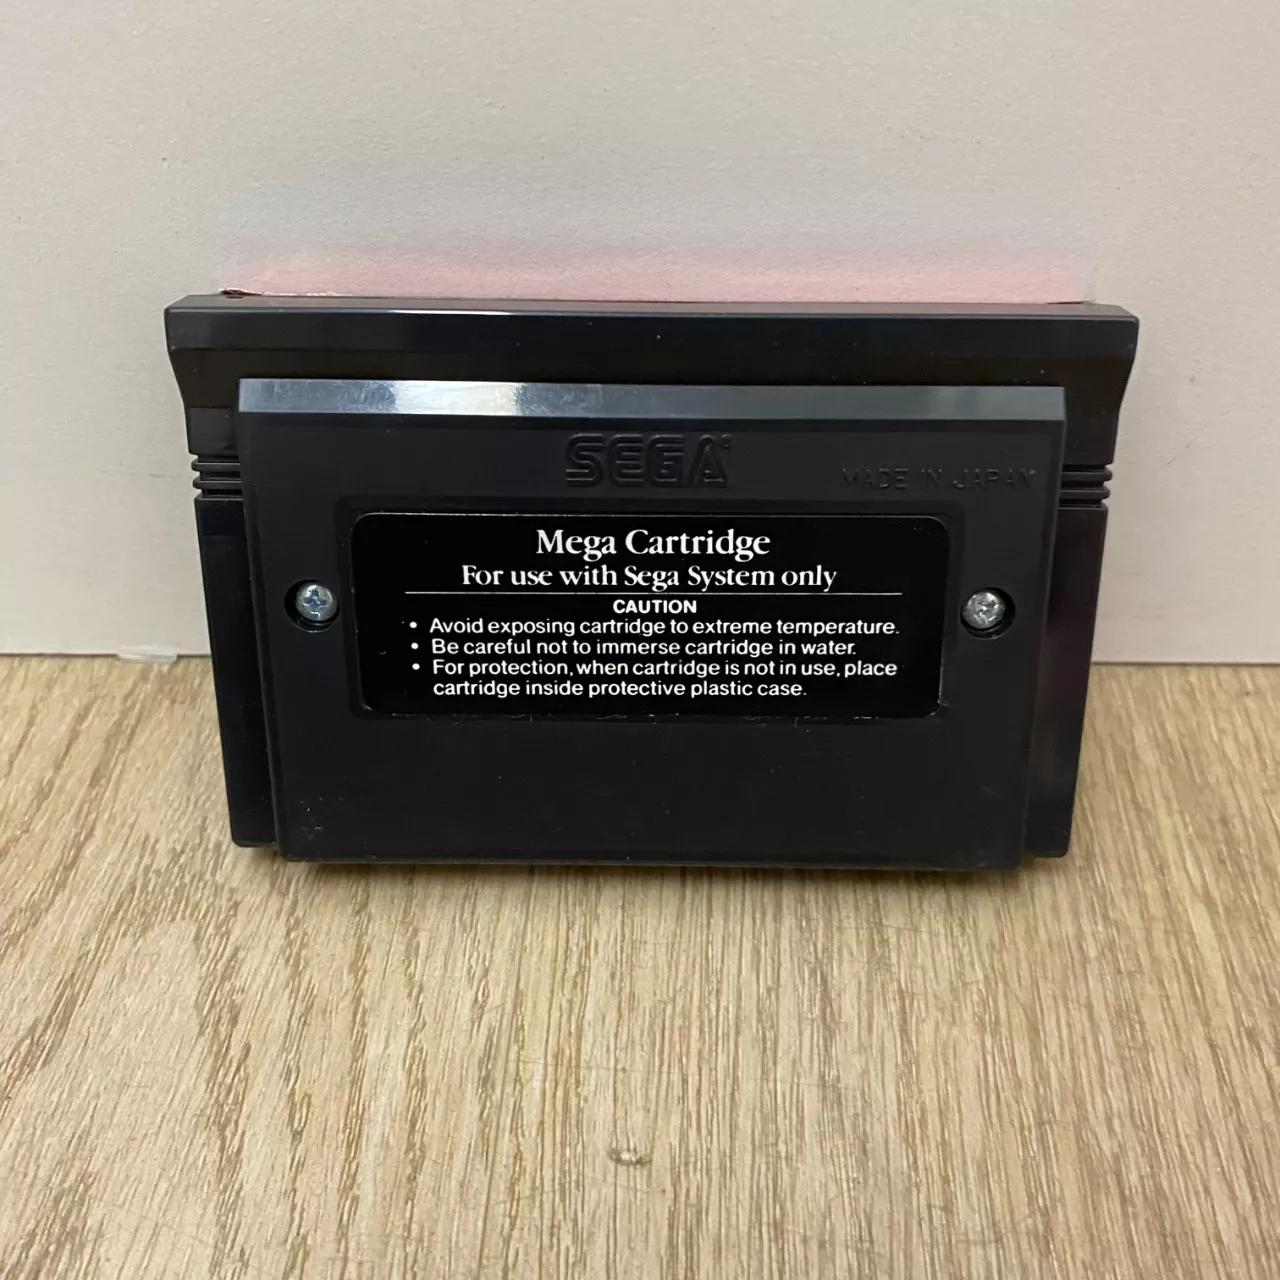 SEGA
MADE IN JAPAN
Mega Cartridge
For use with Sega System only
CAUTION
• Avoid exposing cartridge to extreme temperature.
• Be careful not to immerse cartridge in water.
• For protection, when cartridge is not in use, place
cartridge inside protective plastic case.